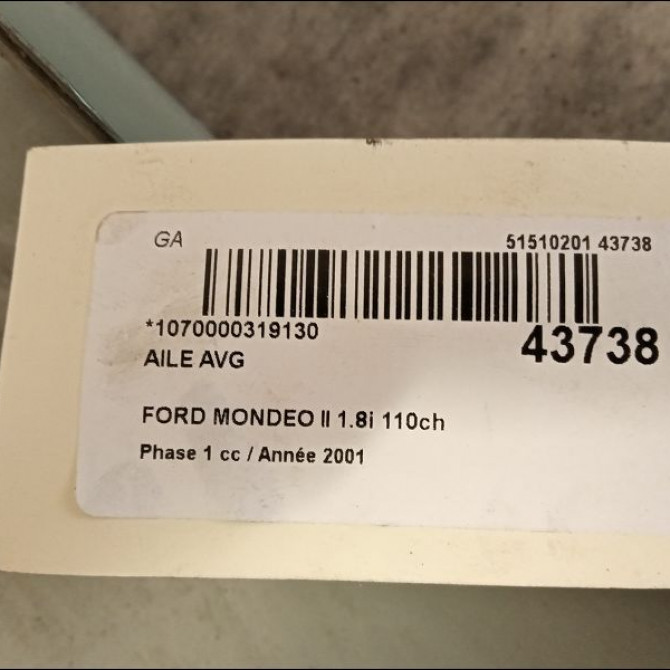 GA 51510201 43738
*1070000319130 43738
AILE AVG
FORD MONDEO II 1.8i 110ch
Phase 1 cc / Année 2001